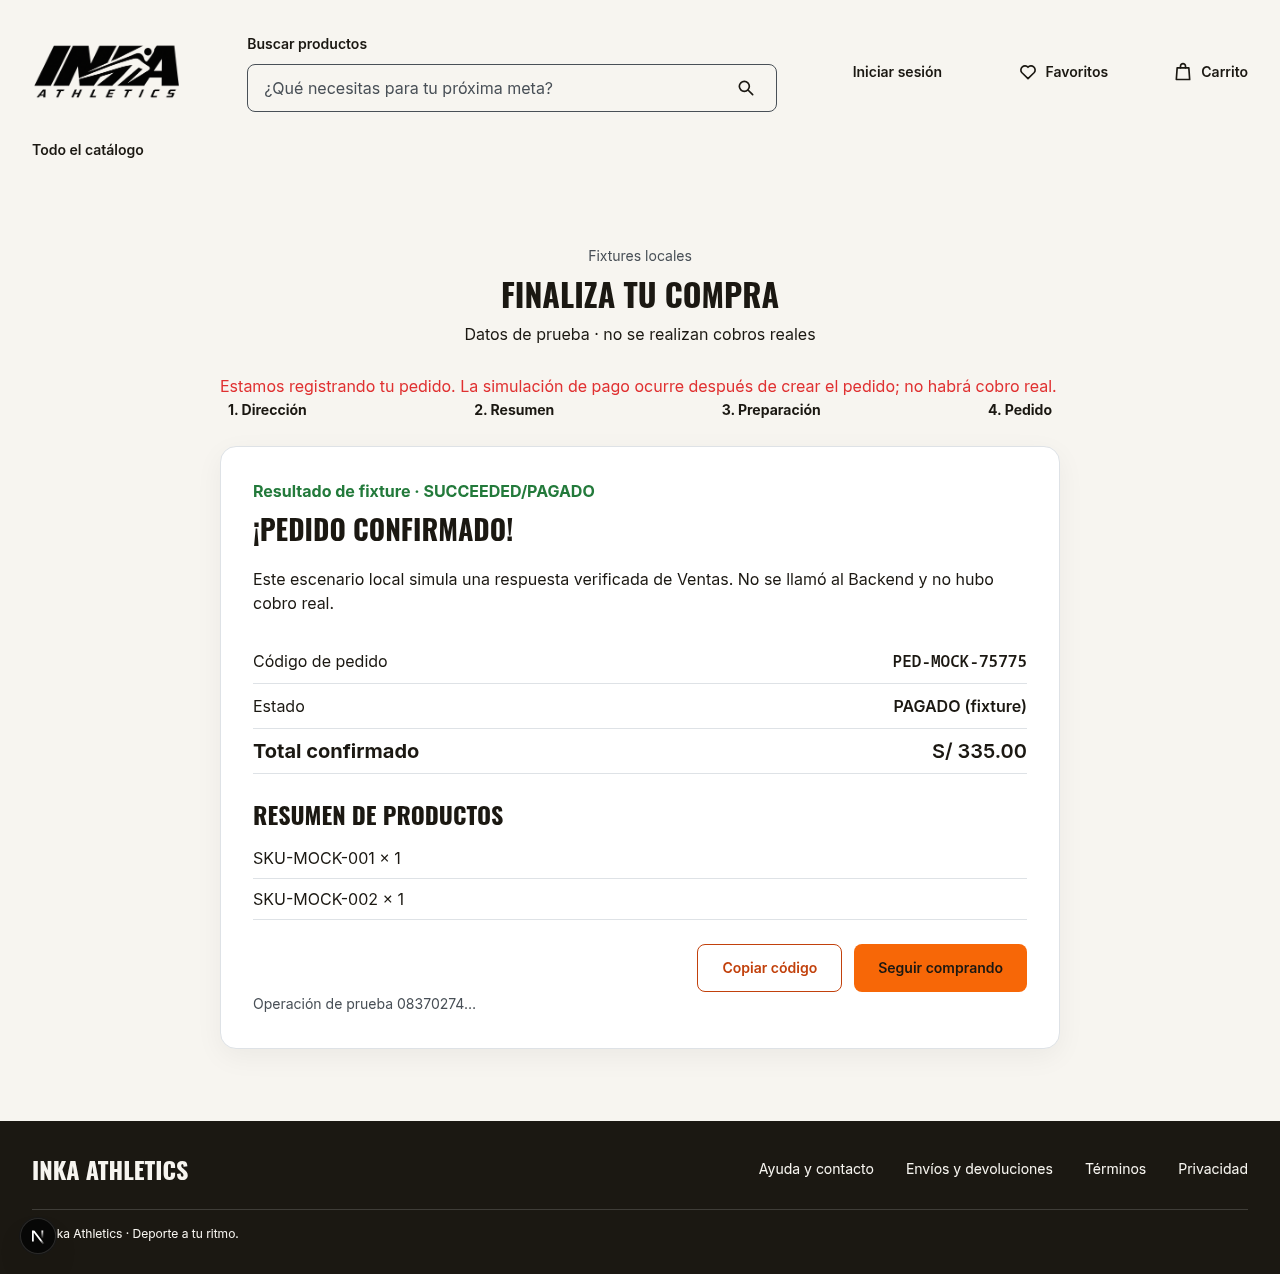 INKA
ATHLETICS
Buscar productos
¿Qué necesitas para tu próxima meta?
Iniciar sesión
Favoritos
Carrito
Todo el catálogo
Fixtures locales
FINALIZA TU COMPRA
Datos de prueba · no se realizan cobros reales
Estamos registrando tu pedido. La simulación de pago ocurre después de crear el pedido; no habrá cobro real.
1. Dirección 2. Resumen 3. Preparación 4. Pedido
Resultado de fixture · SUCCEEDED/PAGADO
¡PEDIDO CONFIRMADO!
Este escenario local simula una respuesta verificada de Ventas. No se llamó al Backend y no hubo
cobro real.
Código de pedido PED-MOCK-75775
Estado PAGADO (fixture)
Total confirmado S/ 335.00
RESUMEN DE PRODUCTOS
SKU-MOCK-001 × 1
SKU-MOCK-002 × 1
Copiar código
Seguir comprando
Operación de prueba 08370274...
INKA ATHLETICS
Ayuda y contacto Envíos y devoluciones Términos Privacidad
ka Athletics · Deporte a tu ritmo.